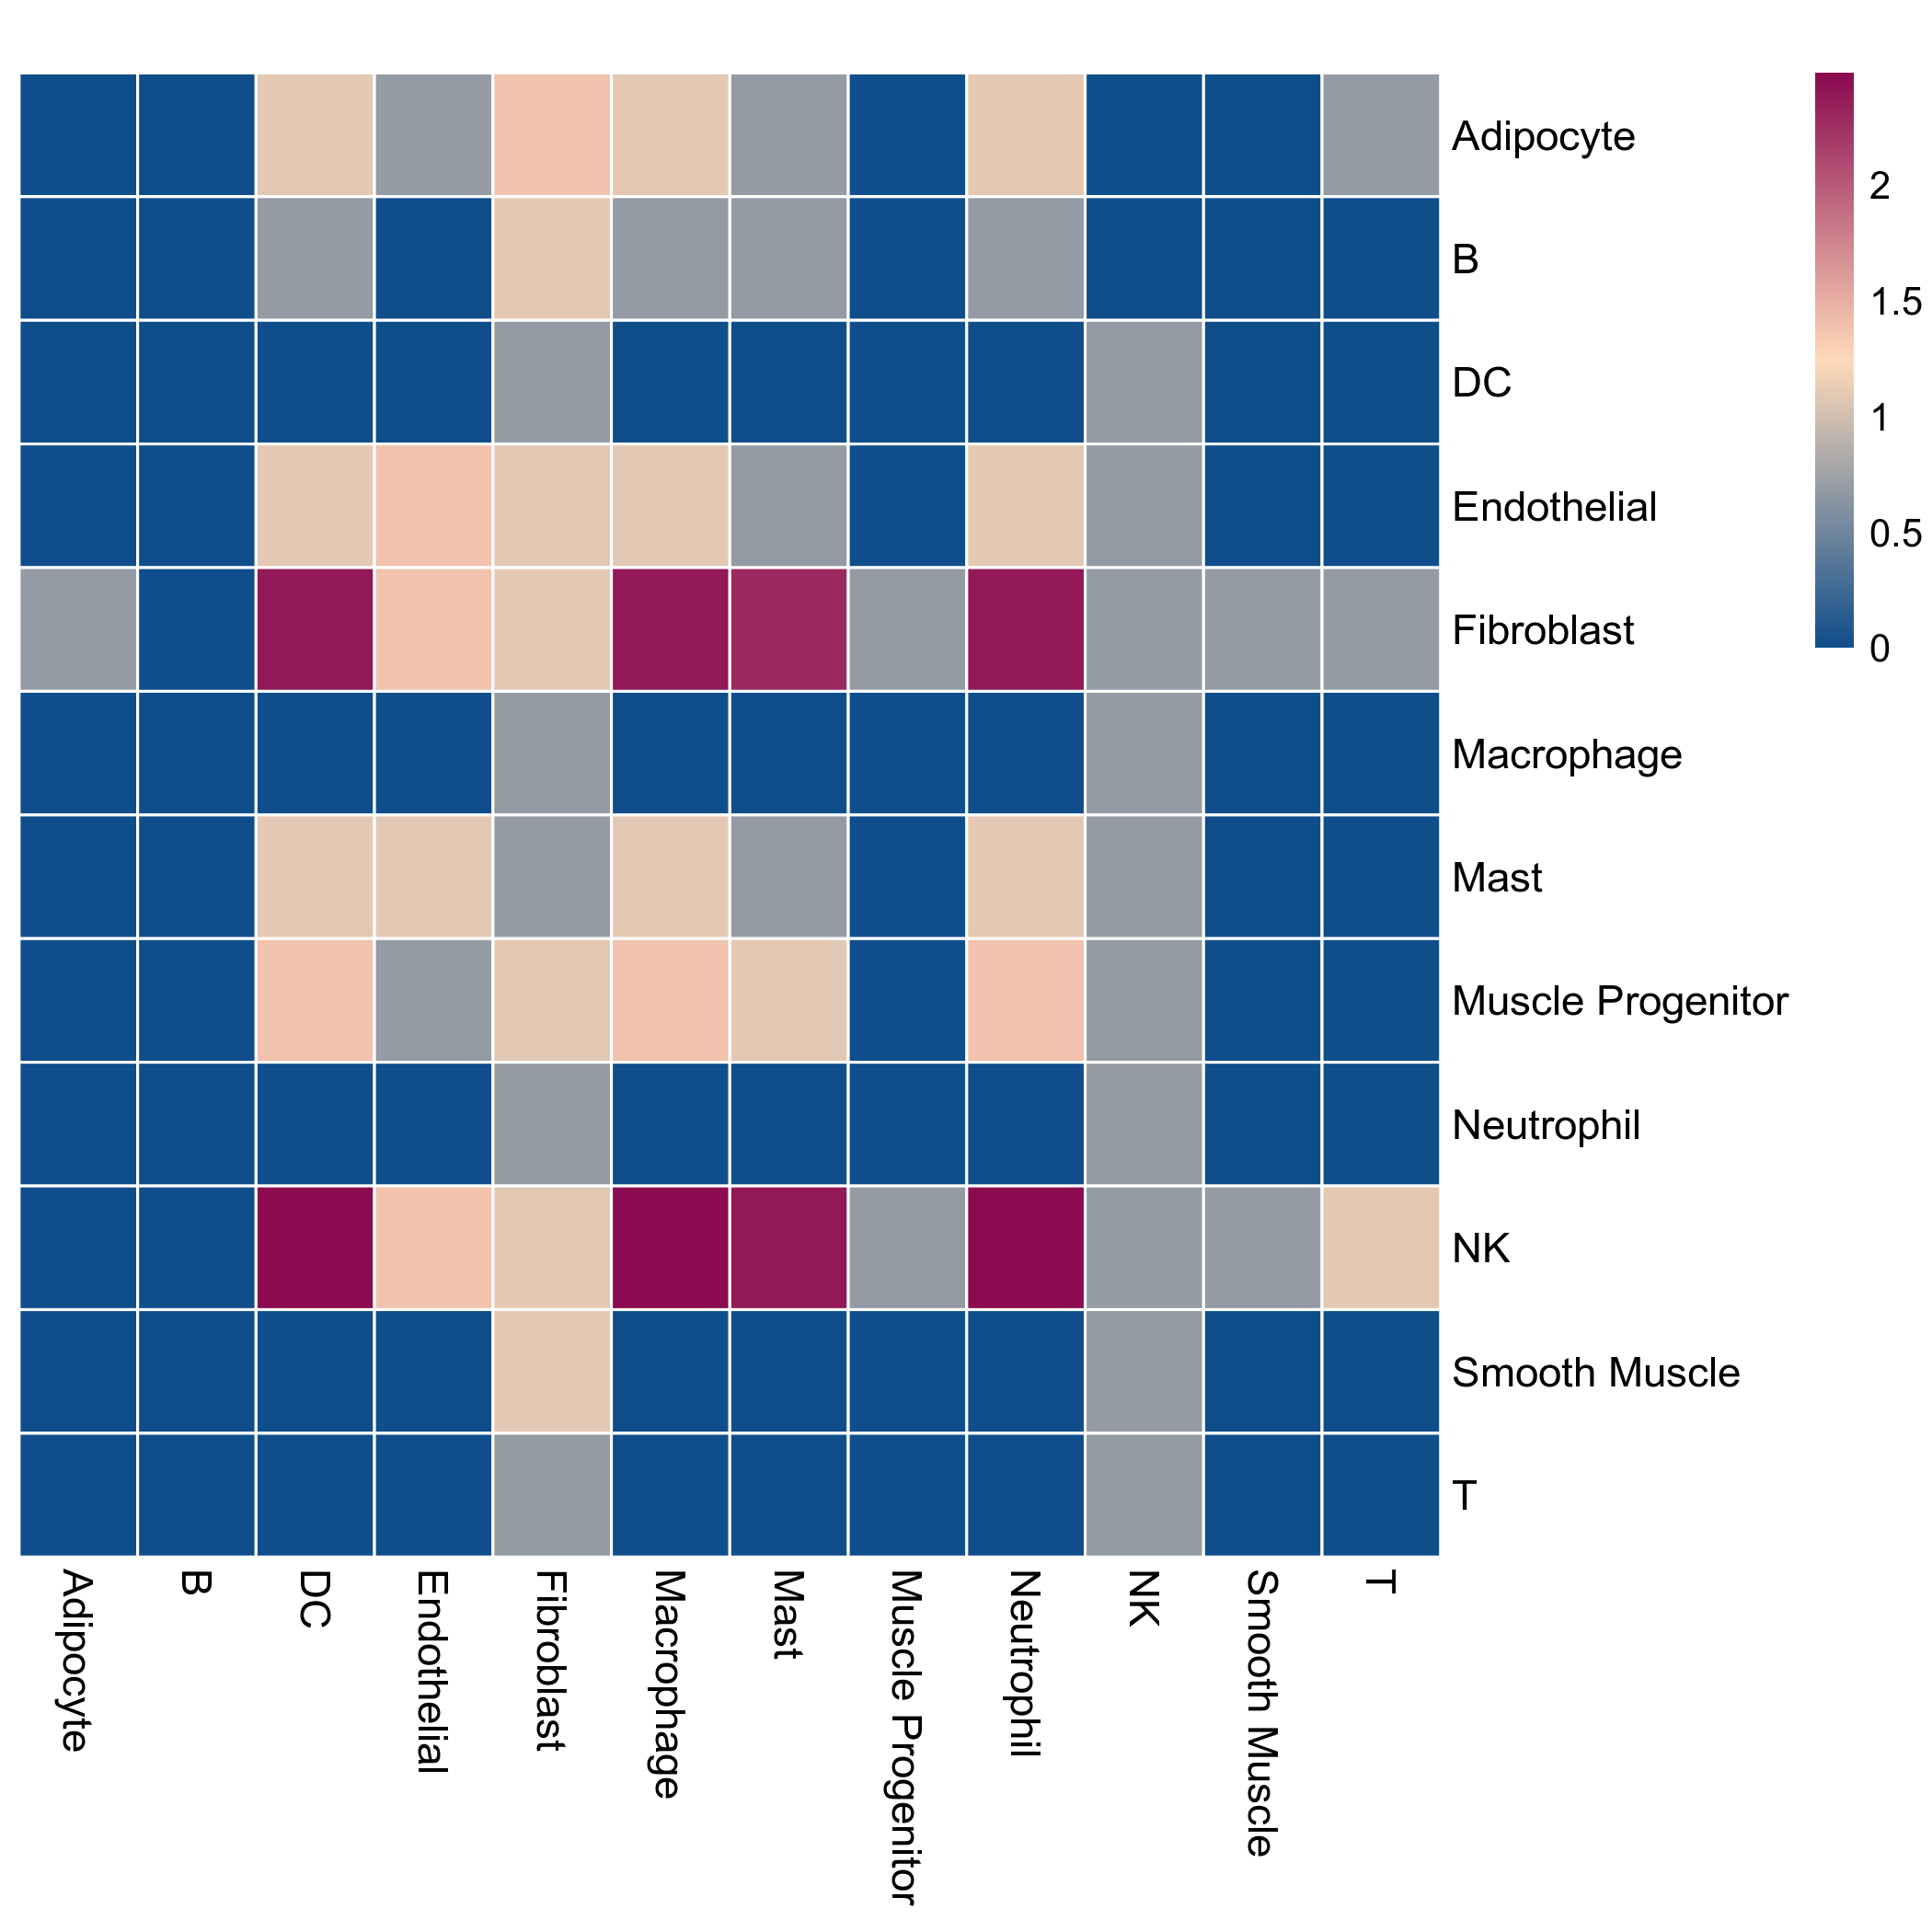 Adipocyte
B
DC
Endothelial
Fibroblast
Macrophage
Mast
Muscle Progenitor
Neutrophil
NK
Smooth Muscle
T
2
1.5
1
0.5
0
Adipocyte
B
DC
Endothelial
Fibroblast
Macrophage
Mast
Muscle Progenitor
Neutrophil
NK
Smooth Muscle
T